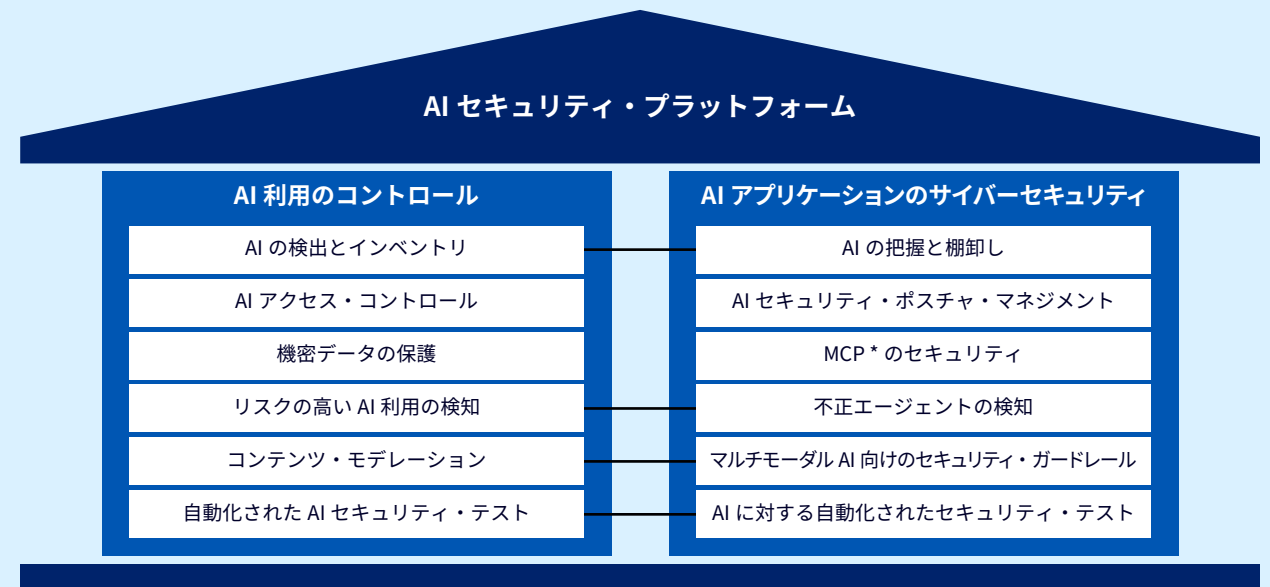 AI セキュリティ・プラットフォーム
AI 利用のコントロール
AI の検出とインベントリ
AI アクセス・コントロール
機密データの保護
リスクの高い AI 利用の検知
コンテンツ・モデレーション
自動化された AI セキュリティ・テスト
AI アプリケーションのサイバーセキュリティ
AI の把握と棚卸し
AI セキュリティ・ポスチャ・マネジメント
MCP * のセキュリティ
不正エージェントの検知
マルチモーダル AI 向けのセキュリティ・ガードレール
AI に対する自動化されたセキュリティ・テスト